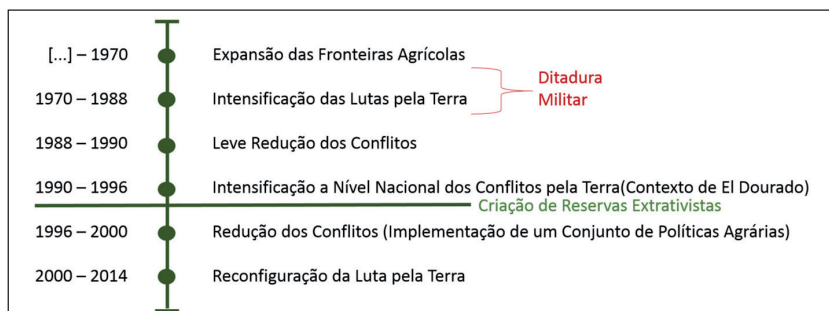 [...] – 1970 Expansão das Fronteiras Agrícolas
Ditadura
Militar
1970 – 1988 Intensificação das Lutas pela Terra
1988 – 1990 Leve Redução dos Conflitos
1990 – 1996 Intensificação a Nível Nacional dos Conflitos pela Terra(Contexto de El Dourado)
Criação de Reservas Extrativistas
1996 – 2000 Redução dos Conflitos (Implementação de um Conjunto de Políticas Agrárias)
2000 – 2014 Reconfiguração da Luta pela Terra